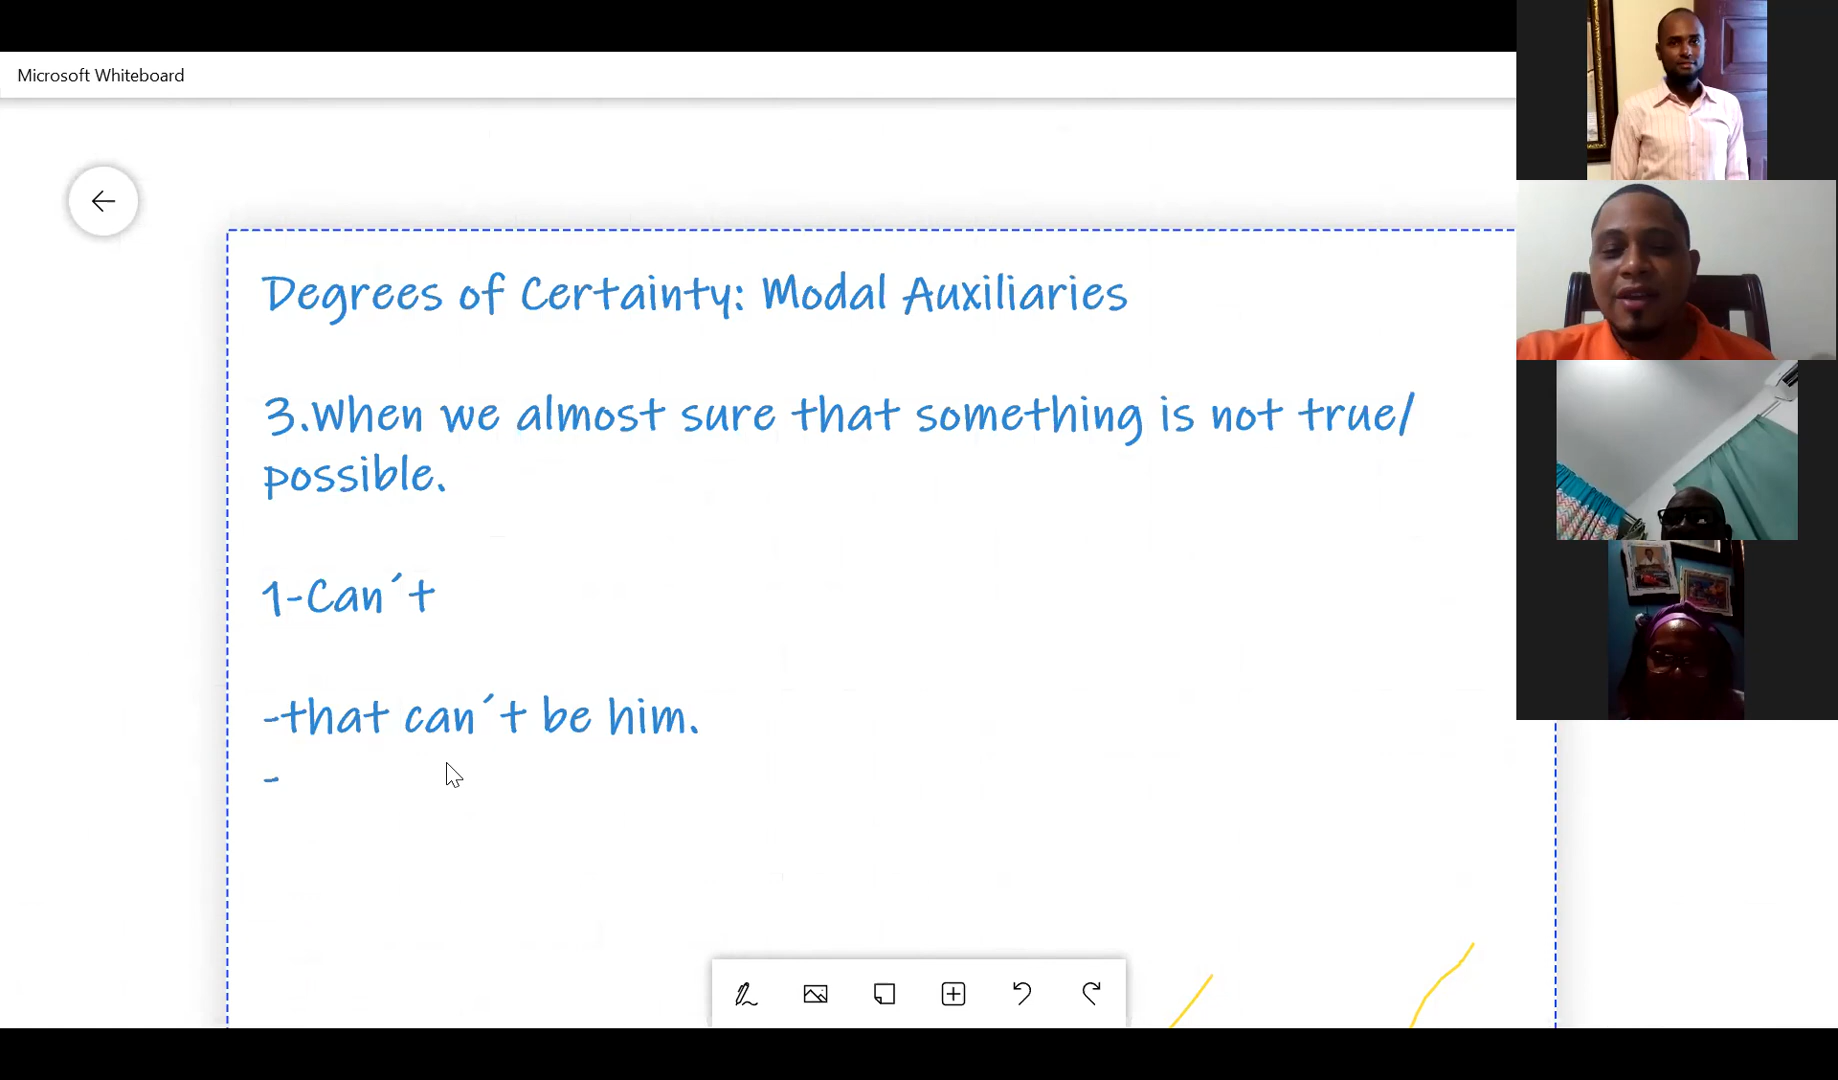 Microsoft Whiteboard
Degrees of Certainty: Modal Auxiliaries
3.When we almost sure that something is not true/
possible.
1-Can´t
-that can´t be him.
-